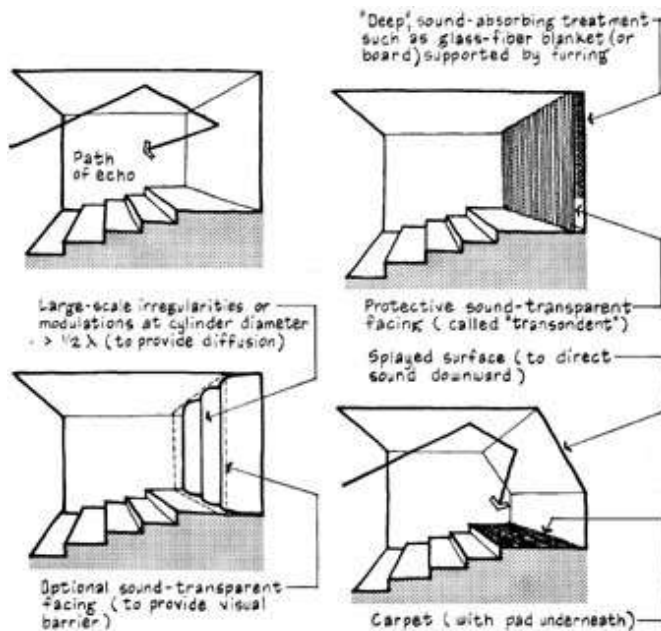 Path
of echo
"Deep", sound-absorbing treatment
such as glass-fiber blanket (or
board) supported by furring
Large-scale irregularities or
modulations at cylinder diameter
> 1/2 λ (to provide diffusion)
Optional sound-transparent
facing (to provide visual
barrier)
Protective sound-transparent
facing (called "transondent")
Splayed surface (to direct
sound downward)
Carpet (with pad underneath)